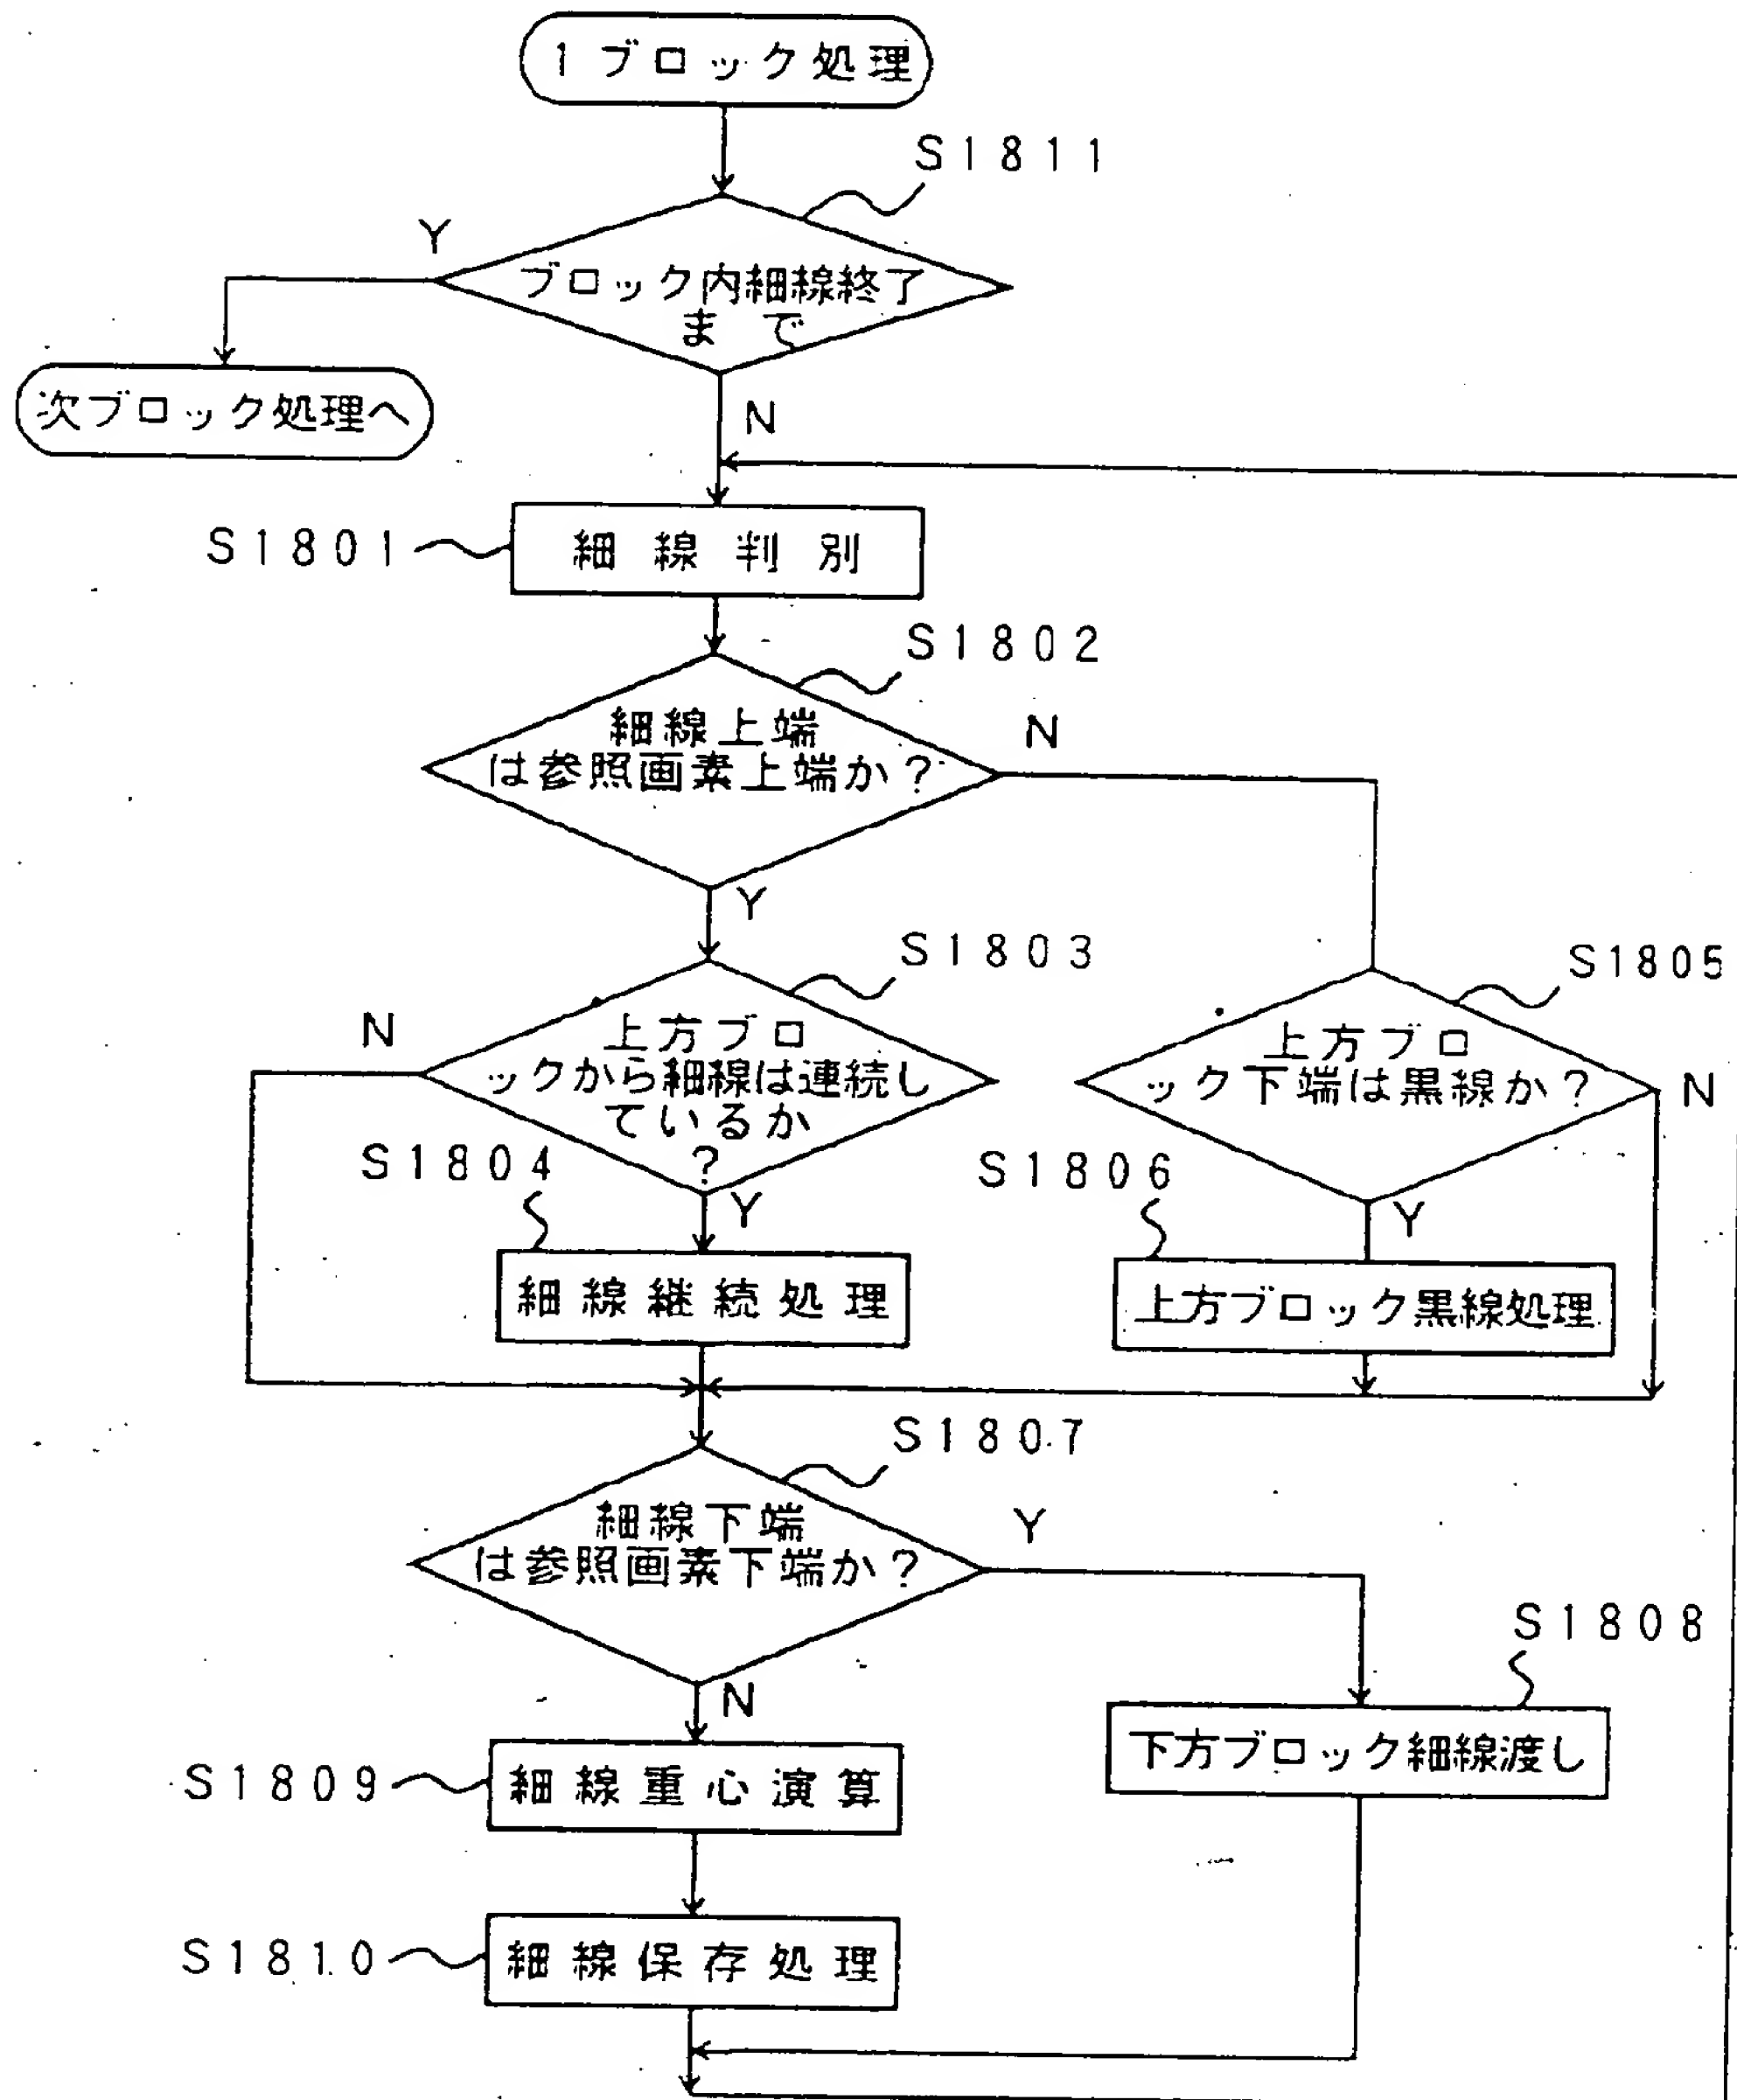 1ブロック処理
S1811
Y
ブロック内細線終了
まで
次ブロック処理へ
N
S1801
細線判別
S1802
細線上端
は参照画素上端か?
N
Y
S1803
S1805
N
上方ブロ
ックから細線は連続し
ているか
?
上方ブロ
ック下端は黒線か?
N
S1804
S1806
Y
Y
細線継続処理
上方ブロック黒線処理
S1807
細線下端
は参照画素下端か?
Y
S1808
N
下方ブロック細線渡し
S1809
細線重心演算
S1810
細線保存処理